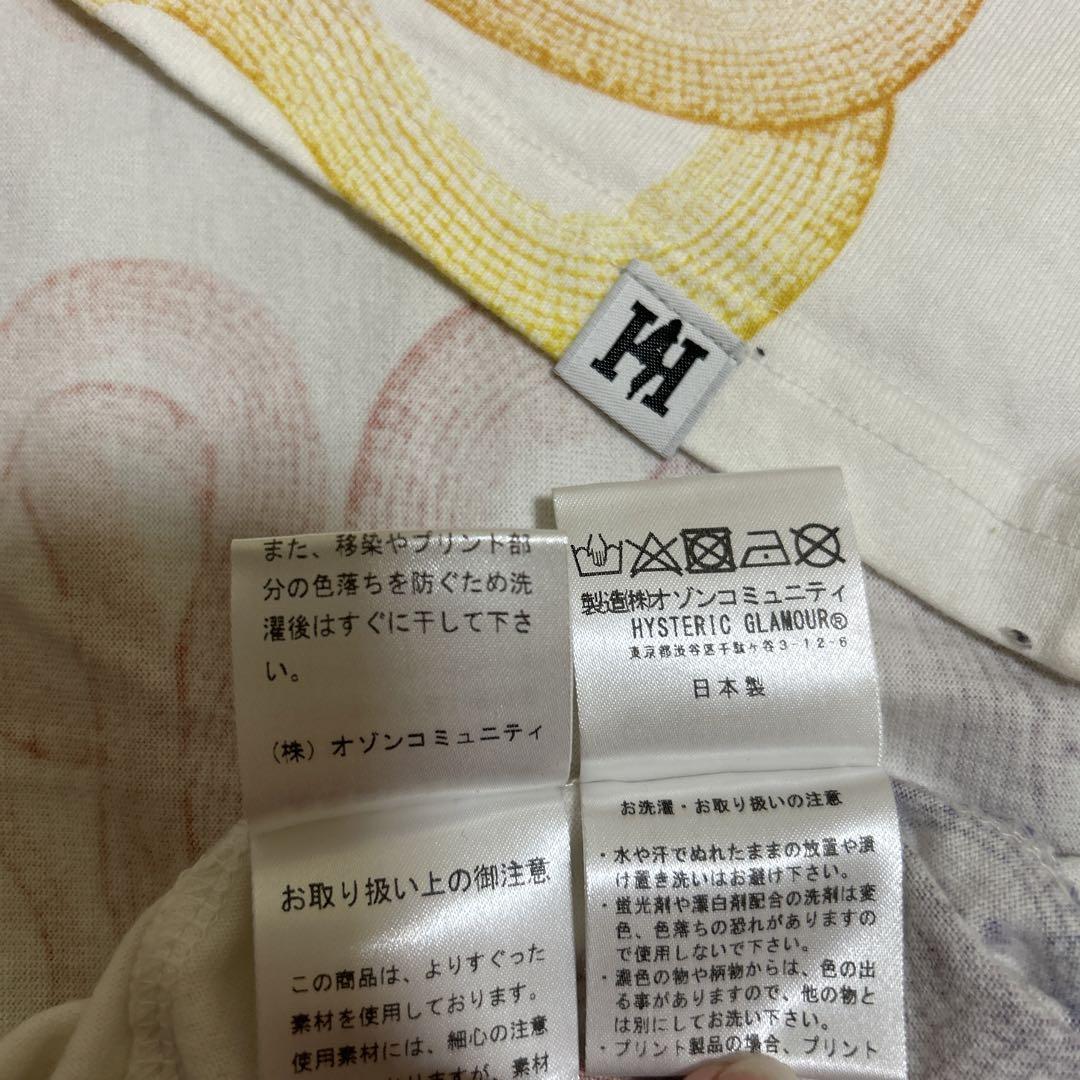 H
また、移染やプリント部
分の色落ちを防ぐため洗
濯後はすぐに干して下さ
い。
(株) オゾンコミュニティ
お取り扱い上の御注意
この商品は、よりすぐった
素材を使用しております。
使用素材には、細心の注意
りますが、素材
製造(株)オゾンコミュニティ
HYSTERIC GLAMOUR®
東京都渋谷区千駄ケ谷3-12-6
日本製
お洗濯・お取り扱いの注意
・水や汗でぬれたままの放置や漬
け置き洗いはお避け下さい。
・蛍光剤や漂白剤配合の洗剤は変
色、色落ちの恐れがありますの
で使用しないで下さい。
・濃色の物や柄物からは、色の出
る事がありますので、他の物と
は別にしてお洗い下さい。
・プリント製品の場合、プリント